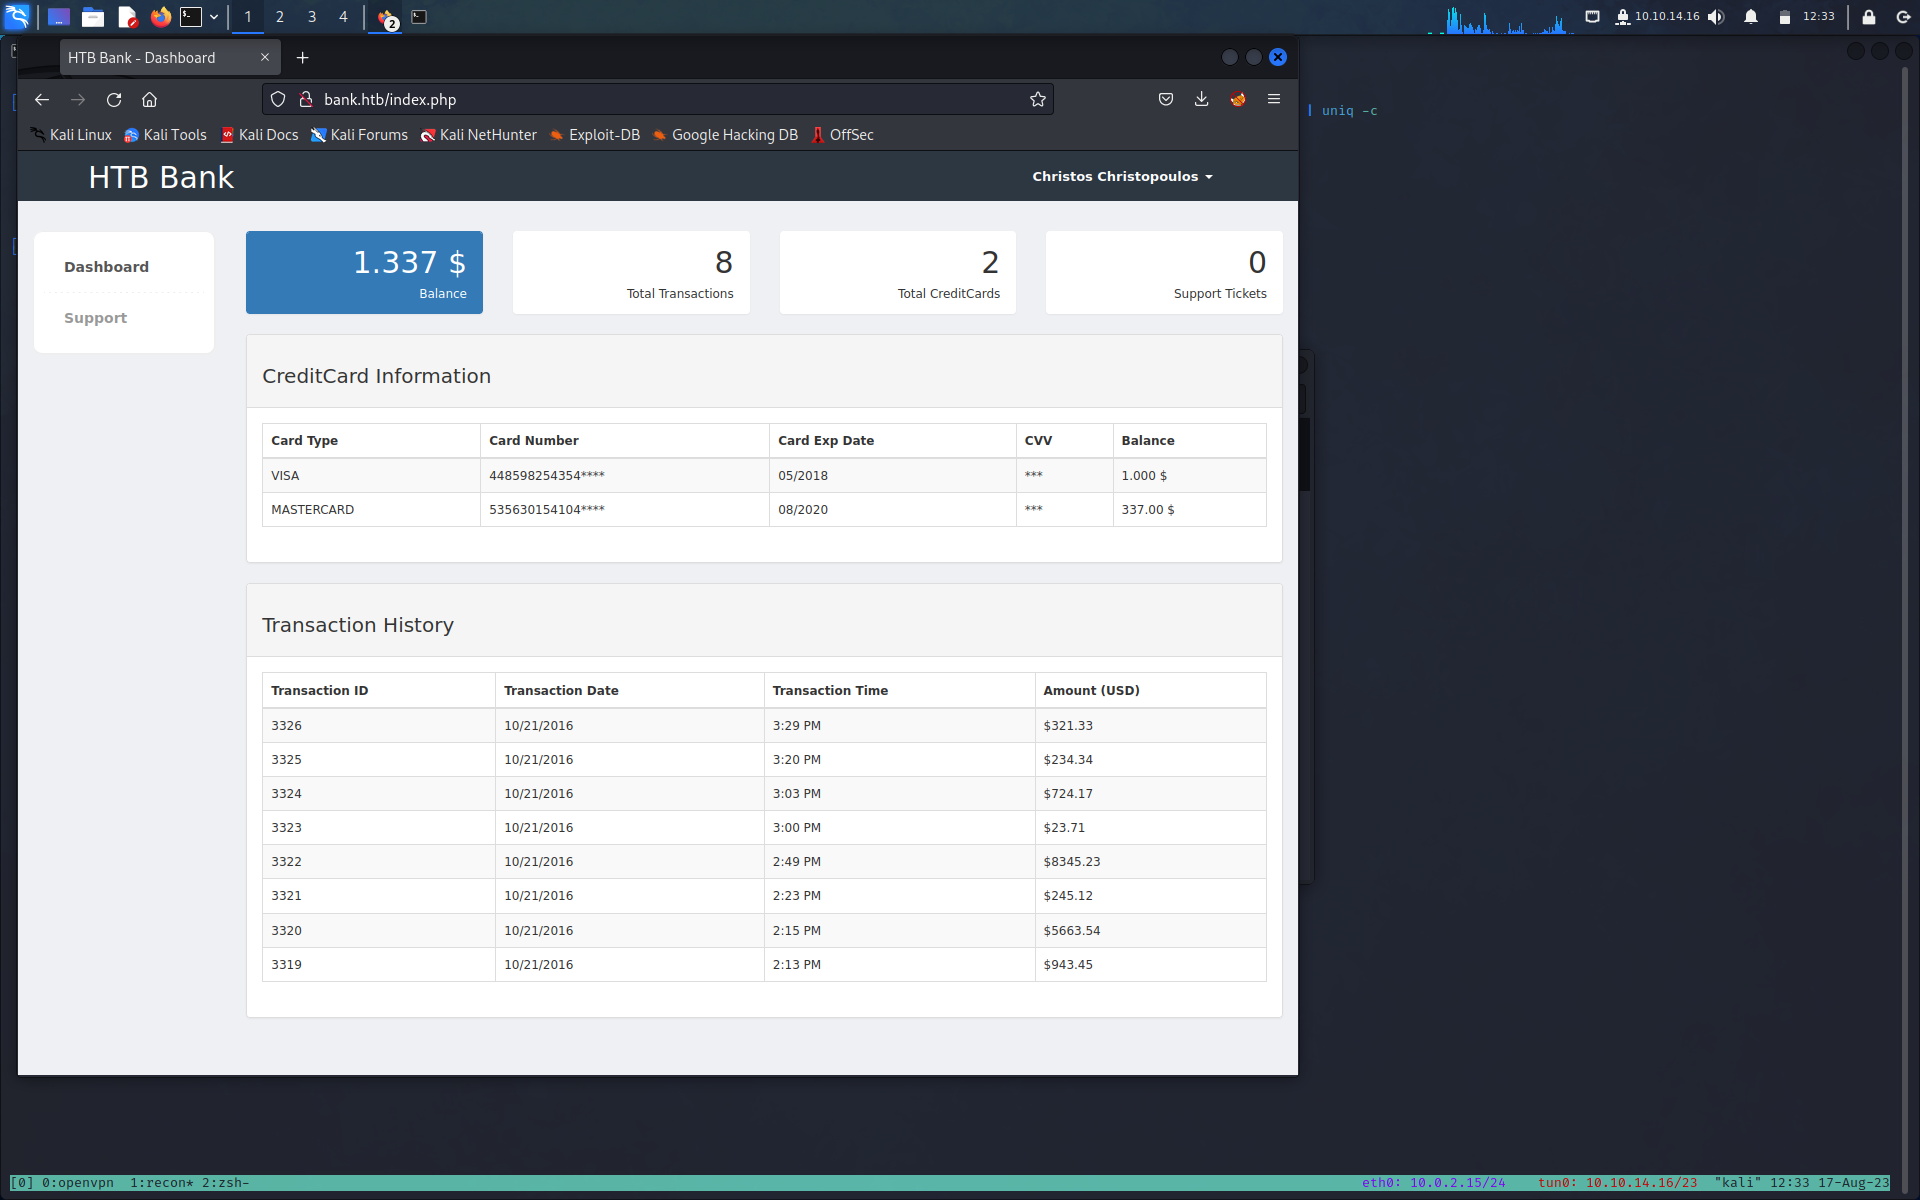 1 2 3 4 2 10.10.14.16 12:33
HTB Bank - Dashboard
bank.htb/index.php
| uniq -c
Kali Linux Kali Tools Kali Docs Kali Forums Kali NetHunter Exploit-DB Google Hacking DB OffSec
HTB Bank Christos Christopoulos
Dashboard
Support
1.337 $
Balance
8
Total Transactions
2
Total CreditCards
0
Support Tickets
CreditCard Information
Card Type Card Number Card Exp Date CVV Balance
VISA 448598254354**** 05/2018 *** 1.000 $
MASTERCARD 535630154104**** 08/2020 *** 337.00 $
Transaction History
Transaction ID Transaction Date Transaction Time Amount (USD)
3326 10/21/2016 3:29 PM $321.33
3325 10/21/2016 3:20 PM $234.34
3324 10/21/2016 3:03 PM $724.17
3323 10/21/2016 3:00 PM $23.71
3322 10/21/2016 2:49 PM $8345.23
3321 10/21/2016 2:23 PM $245.12
3320 10/21/2016 2:15 PM $5663.54
3319 10/21/2016 2:13 PM $943.45
[0] 0:openvpn 1:recon* 2:zsh- eth0: 10.0.2.15/24 tun0: 10.10.14.16/23 "kali" 12:33 17-Aug-23